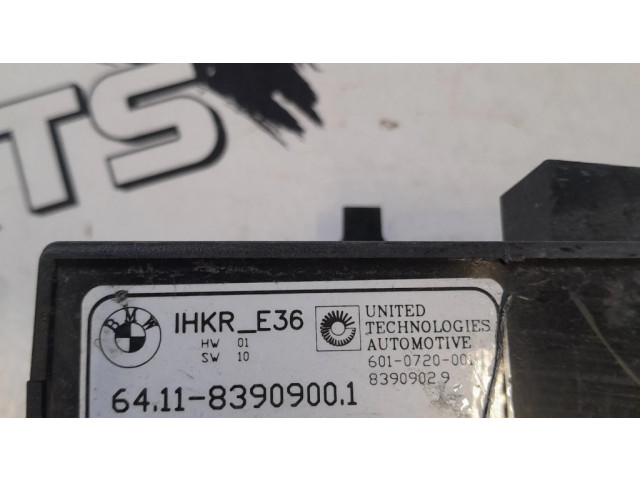 TS
BMW
IHKR_E36
HW 01
SW 10
UNITED
TECHNOLOGIES
AUTOMOTIVE
601-0720-001
8390902 9
64.11-8390900.1